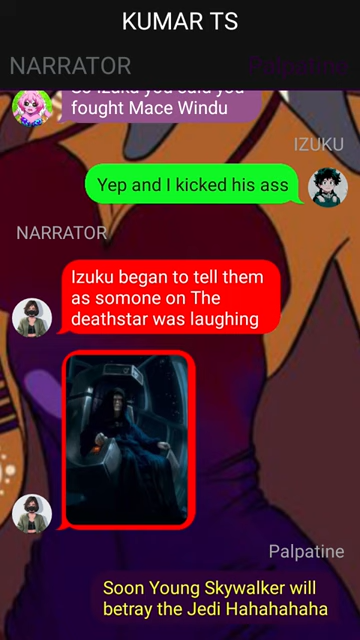 KUMAR TS
NARRATOR
Palpatine
So Izuku you said you
fought Mace Windu
IZUKU
Yep and I kicked his ass
NARRATOR
Izuku began to tell them
as somone on The
deathstar was laughing
Palpatine
Soon Young Skywalker will
betray the Jedi Hahahahaha